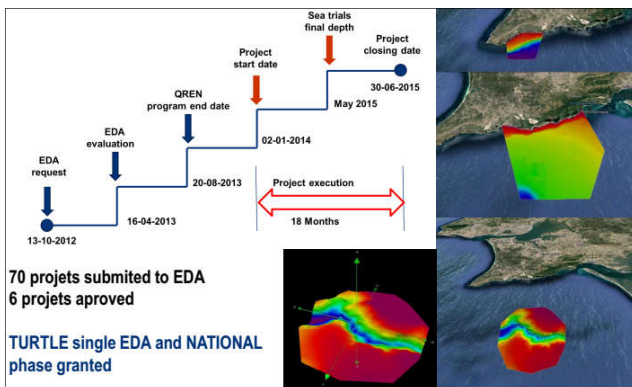 Sea trials
final depth
Project
closing date
Project
start date
30-06-2015
QREN
program end date
May 2015
EDA
evaluation
02-01-2014
EDA
request
20-08-2013
Project execution
16-04-2013
18 Months
13-10-2012
70 projets submited to EDA
6 projets aproved
TURTLE single EDA and NATIONAL
phase granted